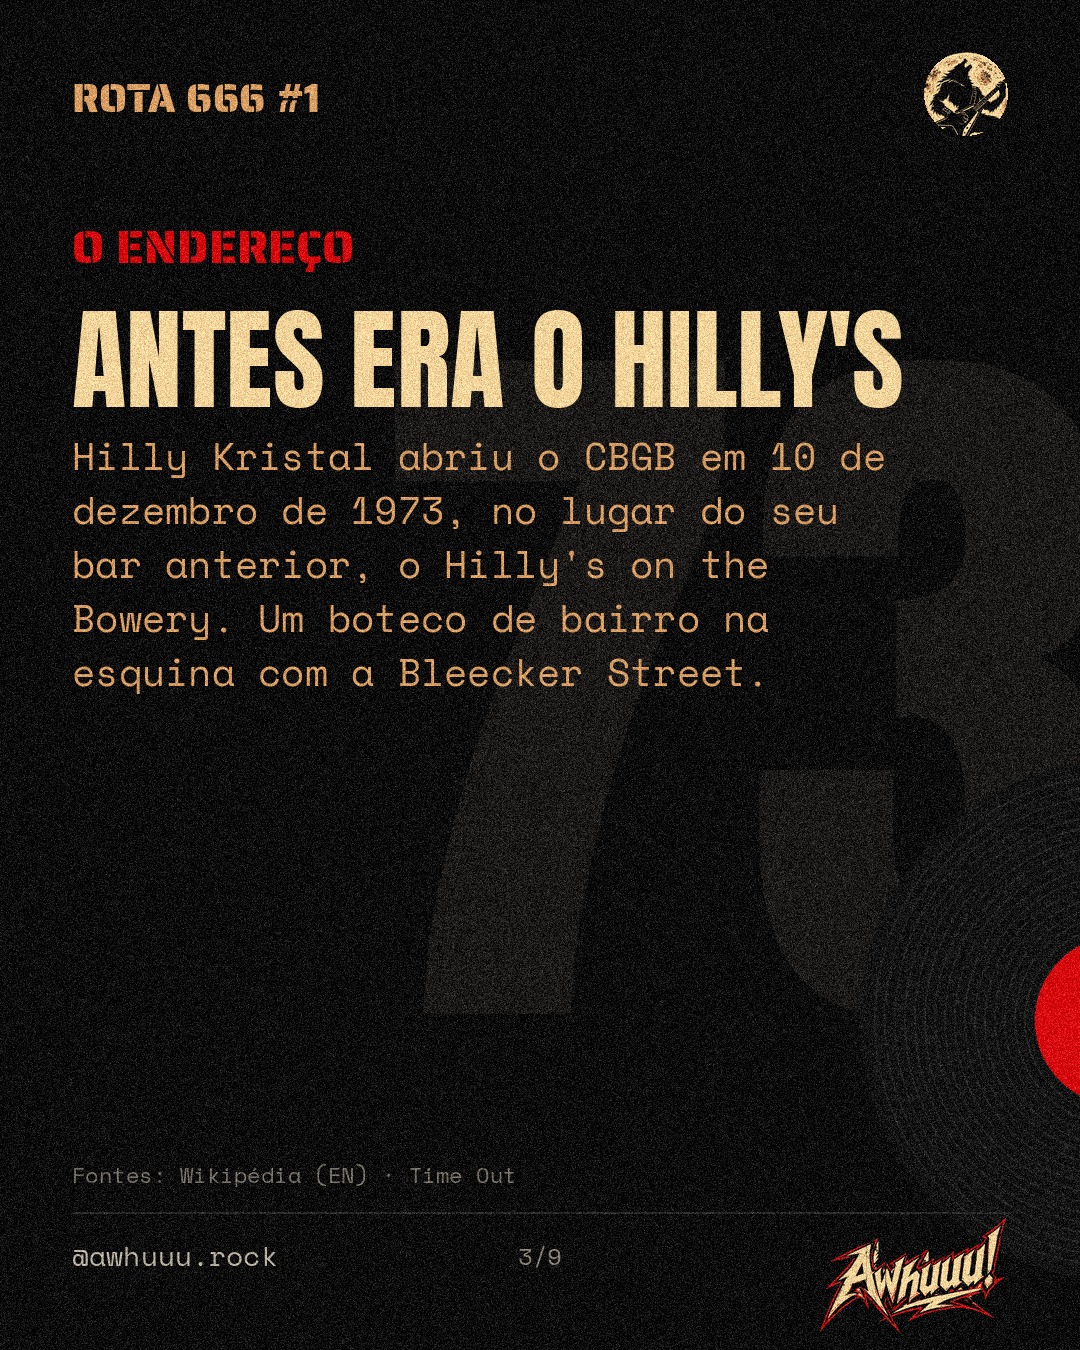 ROTA 666 #1
O ENDEREÇO
ANTES ERA O HILLY'S
Hilly Kristal abriu o CBGB em 10 de
dezembro de 1973, no lugar do seu
bar anterior, o Hilly's on the
Bowery. Um boteco de bairro na
esquina com a Bleecker Street.
73
Fontes: Wikipédia (EN) · Time Out
@awhuuu.rock
3/9
Awhuuu!